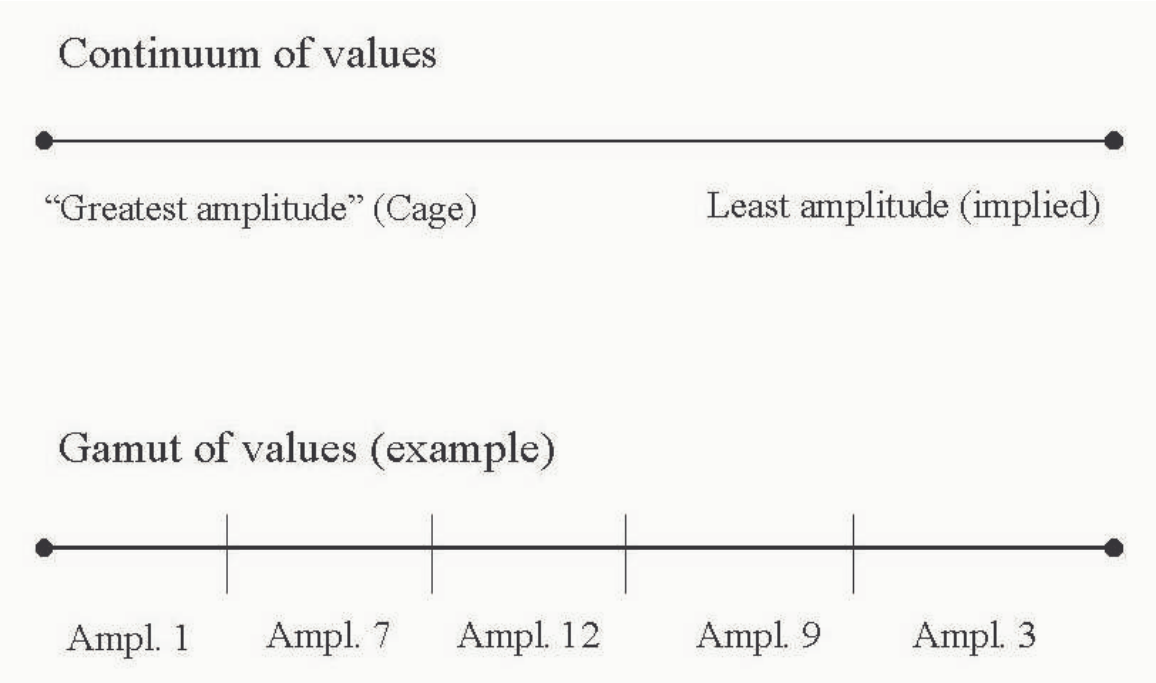 Continuum of values
“Greatest amplitude” (Cage) Least amplitude (implied)
Gamut of values (example)
Ampl. 1 Ampl. 7 Ampl. 12 Ampl. 9 Ampl. 3